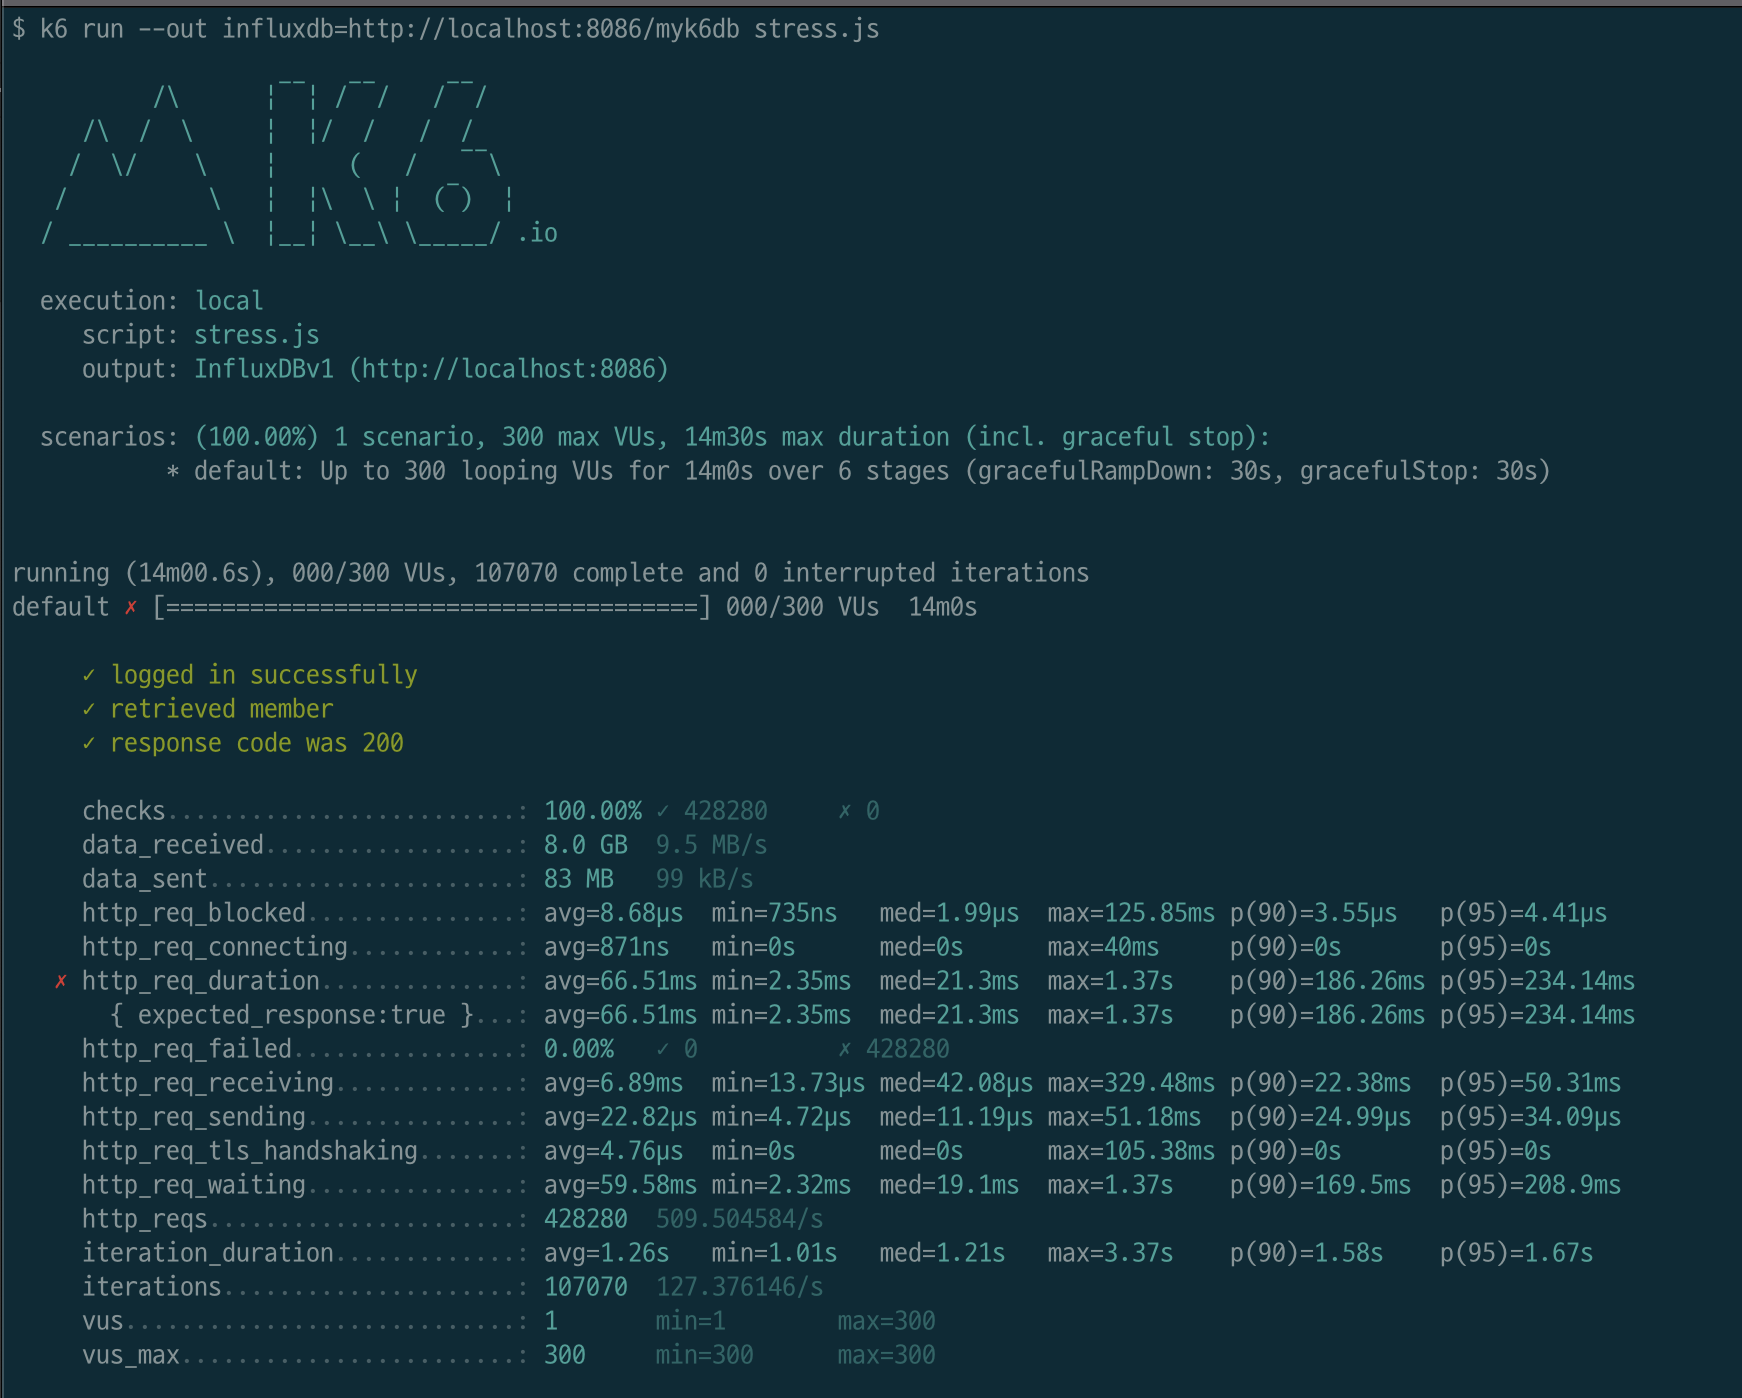 $ k6 run --out influxdb=http://localhost:8086/myk6db stress.js
.io
execution: local
script: stress.js
output: InfluxDBv1 (http://localhost:8086)
scenarios: (100.00%) 1 scenario, 300 max VUs, 14m30s max duration (incl. graceful stop):
* default: Up to 300 looping VUs for 14m0s over 6 stages (gracefulRampDown: 30s, gracefulStop: 30s)
running (14m00.6s), 000/300 VUs, 107070 complete and 0 interrupted iterations
default ✗ [======================================] 000/300 VUs  14m0s
✓ logged in successfully
✓ retrieved member
✓ response code was 200
checks.........................: 100.00% ✓ 428280     ✗ 0
data_received..................: 8.0 GB  9.5 MB/s
data_sent......................: 83 MB   99 kB/s
http_req_blocked...............: avg=8.68µs  min=735ns   med=1.99µs  max=125.85ms p(90)=3.55µs   p(95)=4.41µs
http_req_connecting............: avg=871ns   min=0s      med=0s      max=40ms     p(90)=0s       p(95)=0s
✗ http_req_duration..............: avg=66.51ms min=2.35ms  med=21.3ms  max=1.37s    p(90)=186.26ms p(95)=234.14ms
{ expected_response:true }...: avg=66.51ms min=2.35ms  med=21.3ms  max=1.37s    p(90)=186.26ms p(95)=234.14ms
http_req_failed................: 0.00%   ✓ 0          ✗ 428280
http_req_receiving.............: avg=6.89ms  min=13.73µs med=42.08µs max=329.48ms p(90)=22.38ms  p(95)=50.31ms
http_req_sending...............: avg=22.82µs min=4.72µs  med=11.19µs max=51.18ms  p(90)=24.99µs  p(95)=34.09µs
http_req_tls_handshaking.......: avg=4.76µs  min=0s      med=0s      max=105.38ms p(90)=0s       p(95)=0s
http_req_waiting...............: avg=59.58ms min=2.32ms  med=19.1ms  max=1.37s    p(90)=169.5ms  p(95)=208.9ms
http_reqs......................: 428280  509.504584/s
iteration_duration.............: avg=1.26s   min=1.01s   med=1.21s   max=3.37s    p(90)=1.58s    p(95)=1.67s
iterations.....................: 107070  127.376146/s
vus............................: 1       min=1        max=300
vus_max........................: 300     min=300      max=300